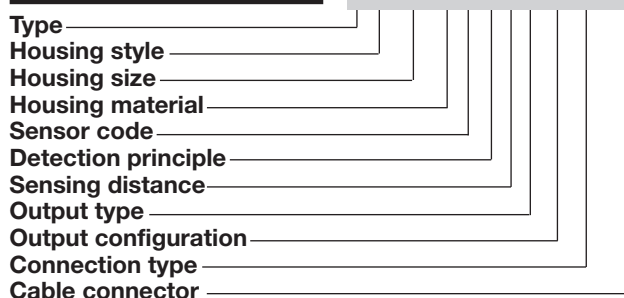 Type
Housing style
Housing size
Housing material
Sensor code
Detection principle
Sensing distance
Output type
Output configuration
Connection type
Cable connector